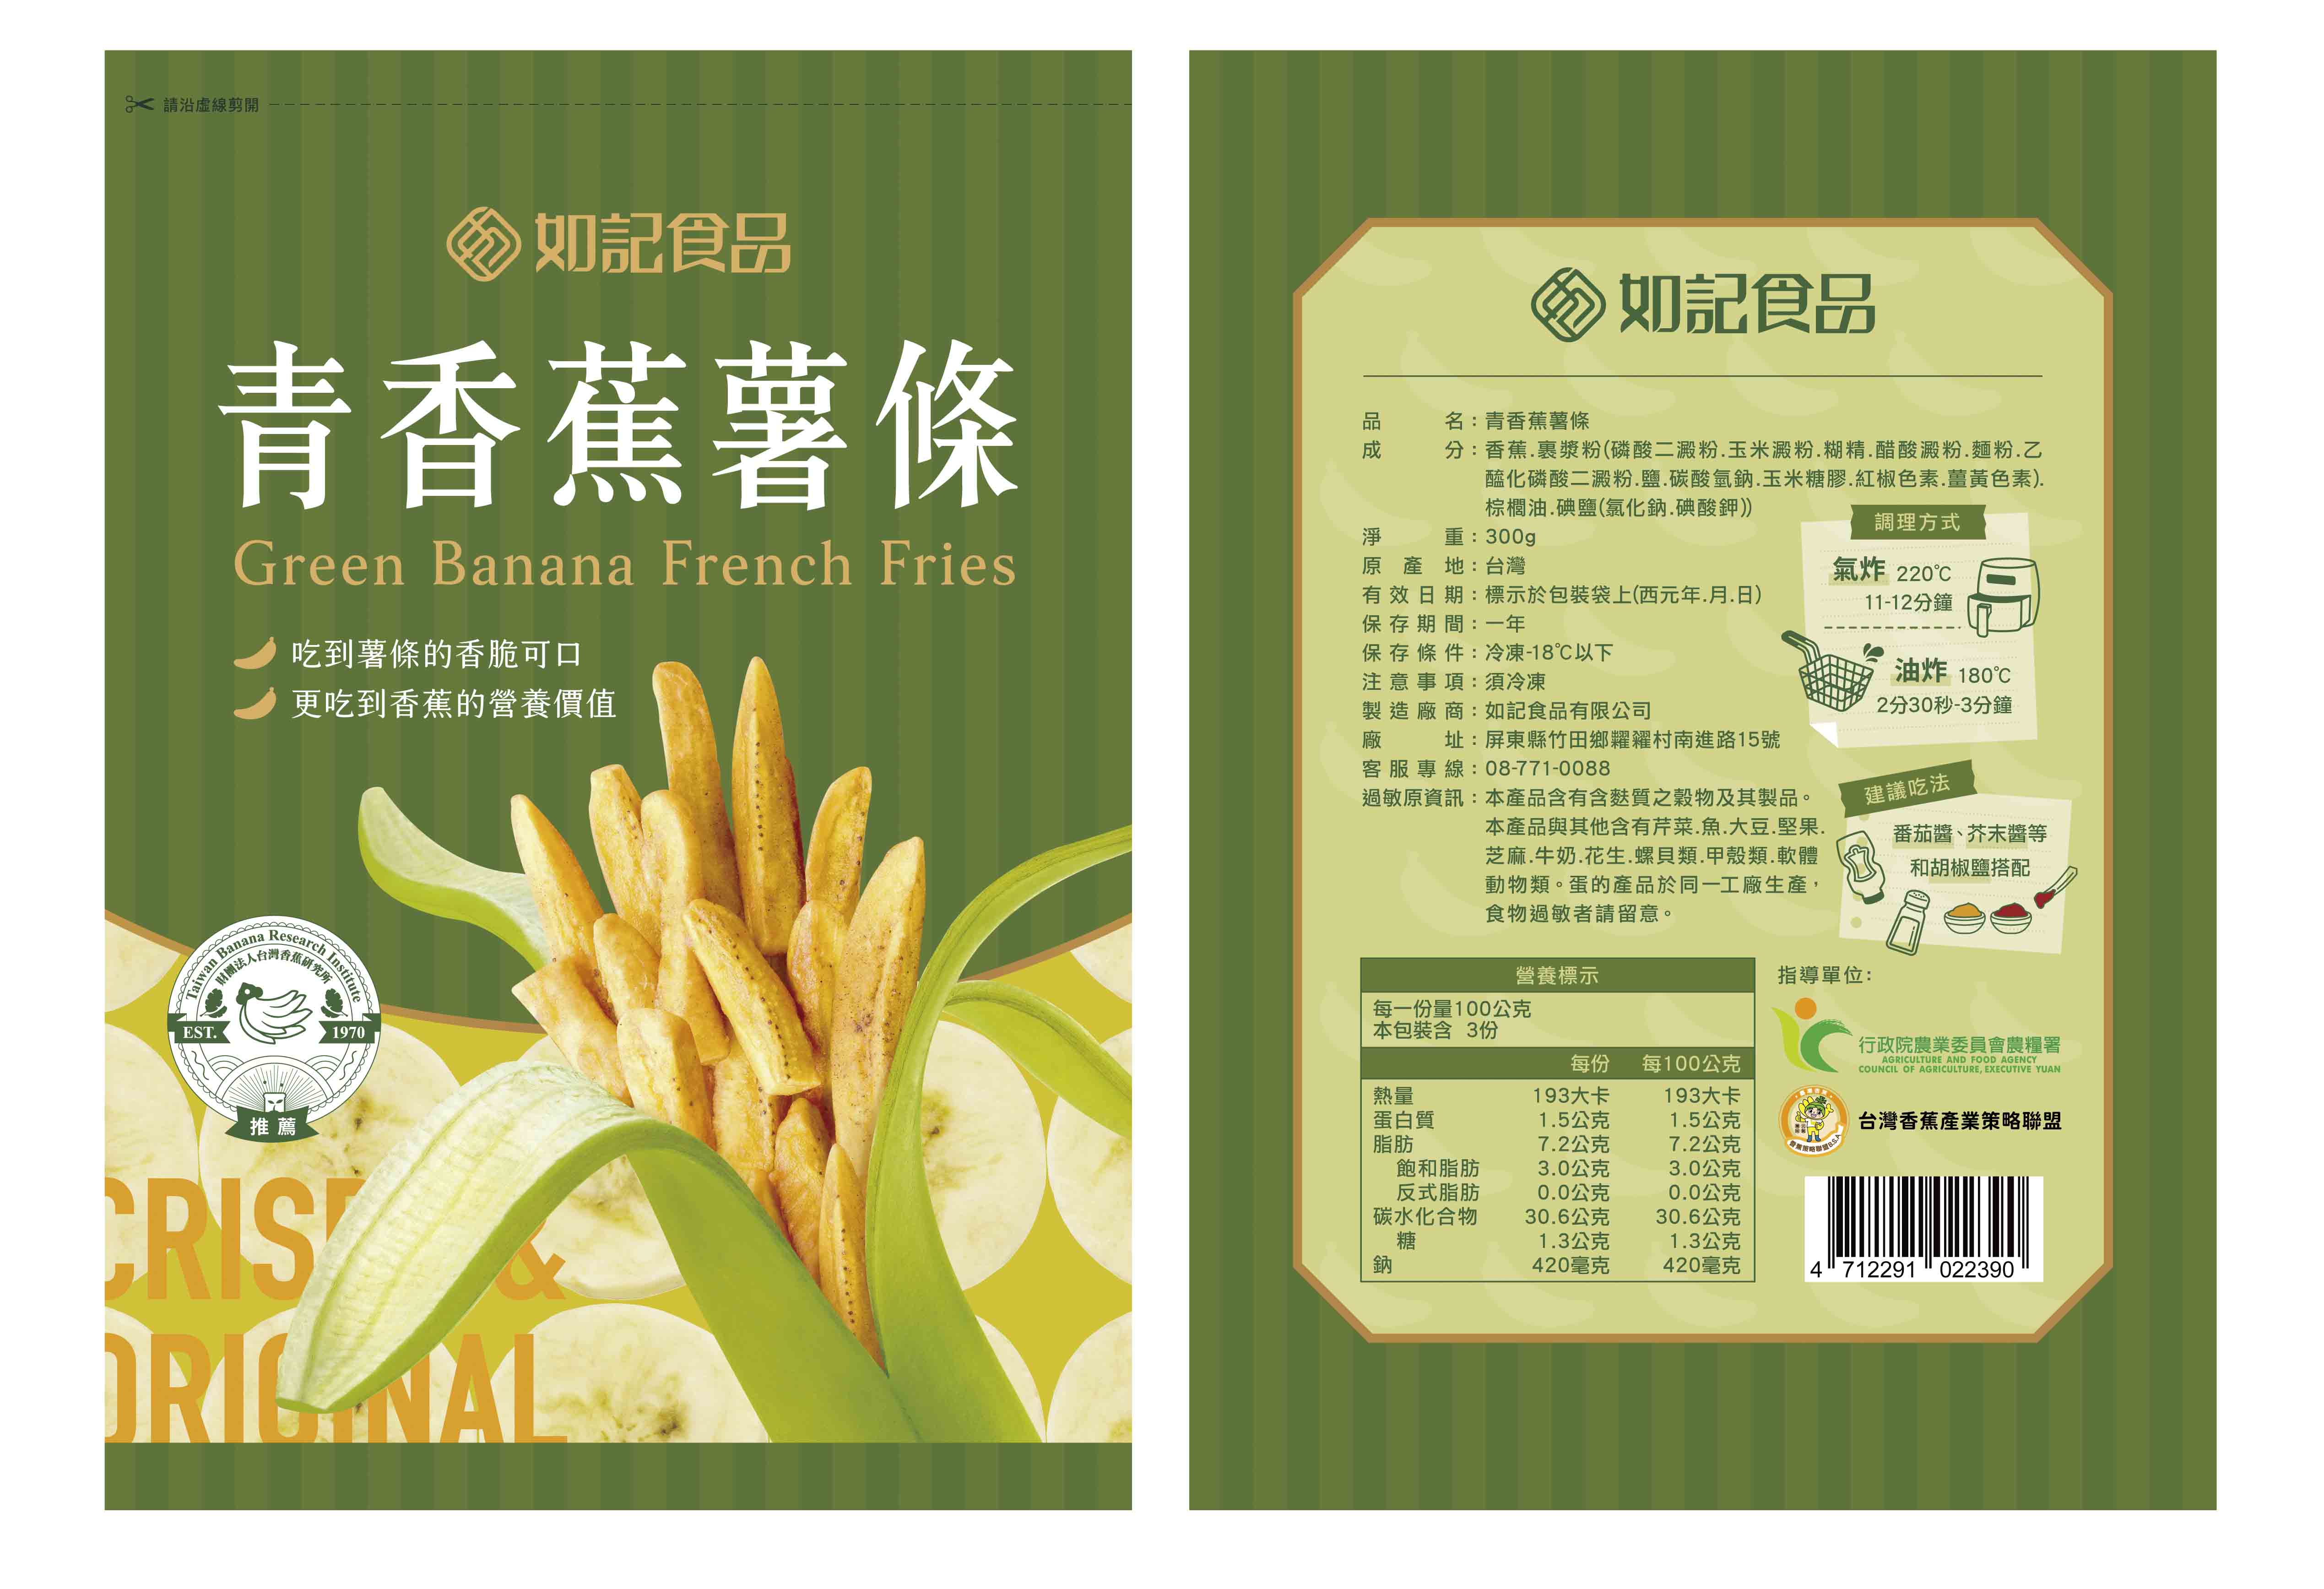 請沿虛線剪開
如記食品
青香蕉薯條
Green Banana French Fries
吃到薯條的香脆可口
更吃到香蕉的營養價值
Taiwan Banana Research Institute
財團法人台灣香蕉研究所
EST. 1970
推薦
CRISP &
ORIGINAL
如記食品
品名：青香蕉薯條
成分：香蕉.裹漿粉(磷酸二澱粉.玉米澱粉.糊精.醋酸澱粉.麵粉.乙
醯化磷酸二澱粉.鹽.碳酸氫鈉.玉米糖膠.紅椒色素.薑黃色素).
棕櫚油.碘鹽(氯化鈉.碘酸鉀))
淨重：300g
原產地：台灣
有效日期：標示於包裝袋上(西元年.月.日)
保存期間：一年
保存條件：冷凍-18℃以下
注意事項：須冷凍
製造廠商：如記食品有限公司
廠址：屏東縣竹田鄉糶糴村南進路15號
客服專線：08-771-0088
過敏原資訊：本產品含有含麩質之穀物及其製品。
本產品與其他含有芹菜.魚.大豆.堅果.
芝麻.牛奶.花生.螺貝類.甲殼類.軟體
動物類。蛋的產品於同一工廠生產，
食物過敏者請留意。
調理方式
氣炸 220℃
11-12分鐘
油炸 180℃
2分30秒-3分鐘
建議吃法
番茄醬、芥末醬等
和胡椒鹽搭配
營養標示
每一份量100公克
本包裝含 3份
每份 每100公克
熱量 193大卡 193大卡
蛋白質 1.5公克 1.5公克
脂肪 7.2公克 7.2公克
飽和脂肪 3.0公克 3.0公克
反式脂肪 0.0公克 0.0公克
碳水化合物 30.6公克 30.6公克
糖 1.3公克 1.3公克
鈉 420毫克 420毫克
指導單位:
行政院農業委員會農糧署
AGRICULTURE AND FOOD AGENCY
COUNCIL OF AGRICULTURE, EXECUTIVE YUAN
台灣香蕉產業策略聯盟
香蕉策略聯盟B.S.A
4 712291 022390